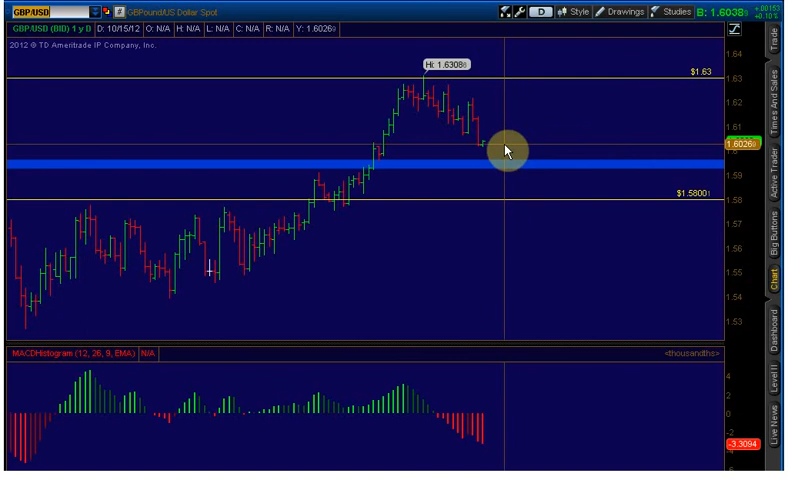 GBP/USD # GBPound/US Dollar Spot D Style Drawings Studies B: 1.6038 +.00153
+0.10%
GBP/USD (BID) 1 y D D: 10/15/12 O: N/A H: N/A L: N/A C: N/A R: N/A Y: 1.6026
2012 © TD Ameritrade IP Company, Inc.
1.64
Hi: 1.6308
$1.63
1.63
1.62
1.61
1.6026
1.59
$1.5800
1.58
1.57
1.56
1.55
1.54
1.53
MACDHistogram (12, 26, 9, EMA) N/A
<thousandths>
4
2
0
-2
-3.3094
Trade
Times And Sales
Active Trader
Big Buttons
Chart
Dashboard
Level II
Live News